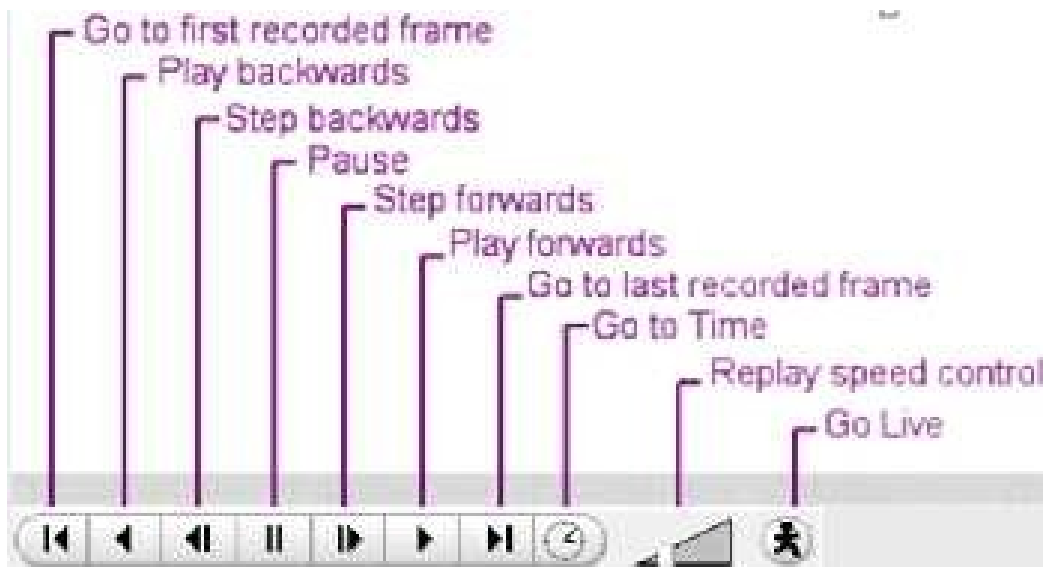 Go to first recorded frame
Play backwards
Step backwards
Pause
Step forwards
Play forwards
Go to last recorded frame
Go to Time
Replay speed control
Go Live